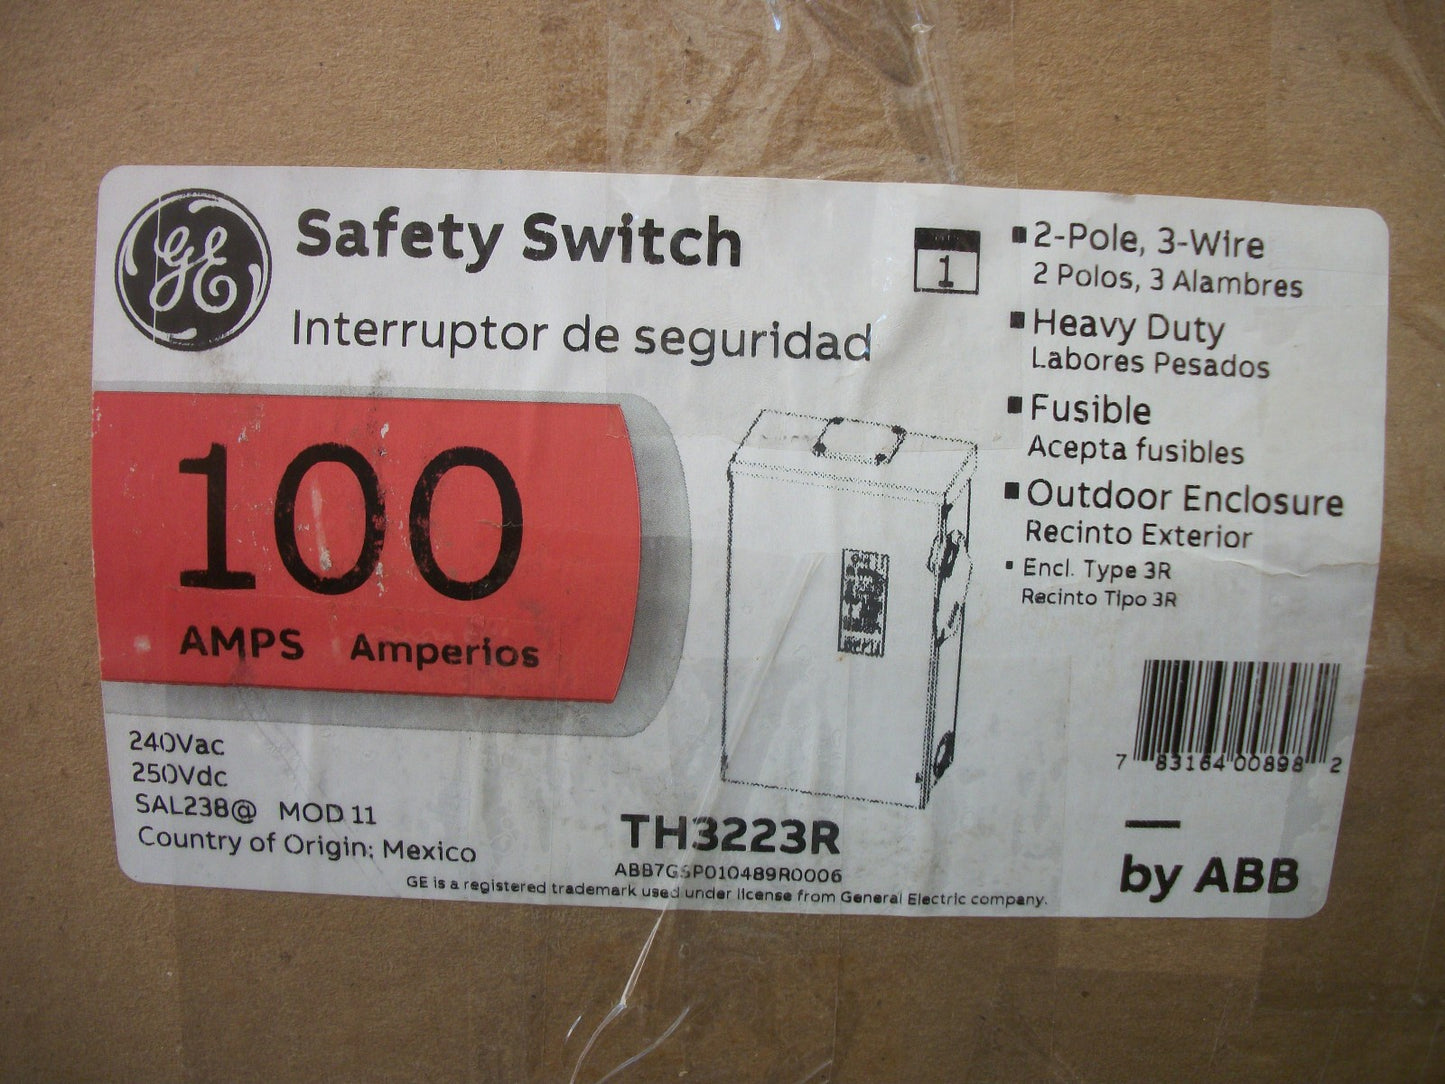 GE
Safety Switch
Interruptor de seguridad
100
AMPS Amperios
240Vac
250Vdc
SAL238@ MOD 11
Country of Origin: Mexico
1
2-Pole, 3-Wire
2 Polos, 3 Alambres
Heavy Duty
Labores Pesados
Fusible
Acepta fusibles
Outdoor Enclosure
Recinto Exterior
Encl. Type 3R
Recinto Tipo 3R
7 83164 00898 2
TH3223R
ABB7GSP010489R0006
GE is a registered trademark used under license from General Electric company.
by ABB